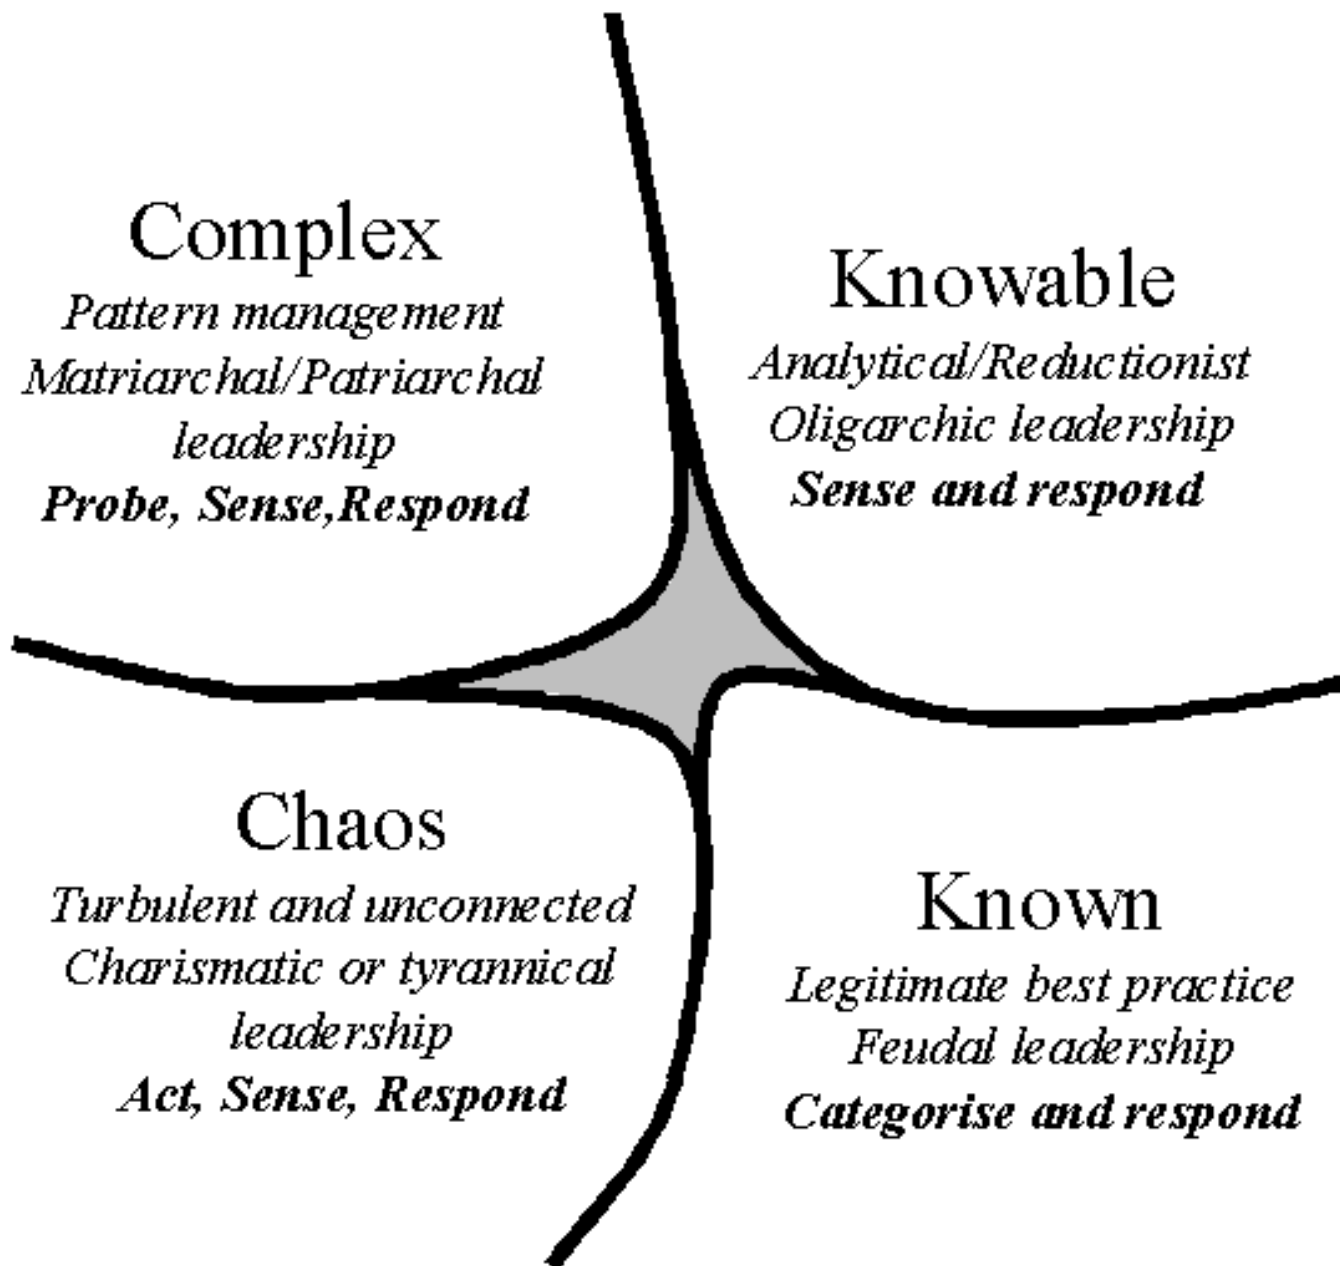 Complex
Pattern management
Matriarchal/Patriarchal
leadership
Probe, Sense,Respond
Knowable
Analytical/Reductionist
Oligarchic leadership
Sense and respond
Chaos
Turbulent and unconnected
Charismatic or tyrannical
leadership
Act, Sense, Respond
Known
Legitimate best practice
Feudal leadership
Categorise and respond